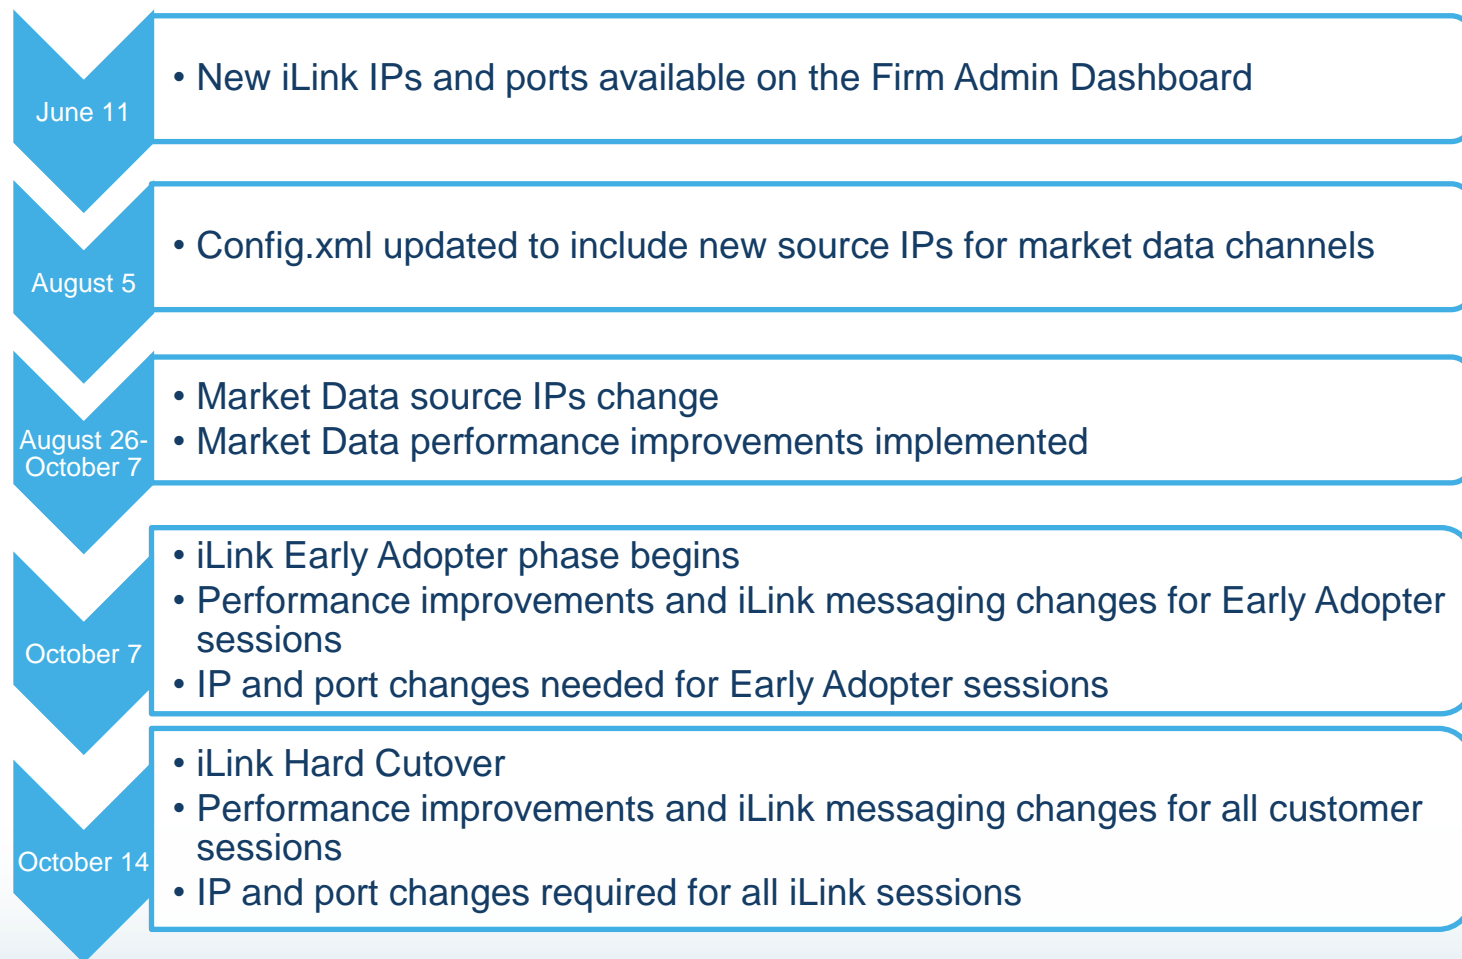 June 11
• New iLink IPs and ports available on the Firm Admin Dashboard
August 5
• Config.xml updated to include new source IPs for market data channels
August 26-
October 7
• Market Data source IPs change
• Market Data performance improvements implemented
October 7
• iLink Early Adopter phase begins
• Performance improvements and iLink messaging changes for Early Adopter
sessions
• IP and port changes needed for Early Adopter sessions
October 14
• iLink Hard Cutover
• Performance improvements and iLink messaging changes for all customer
sessions
• IP and port changes required for all iLink sessions